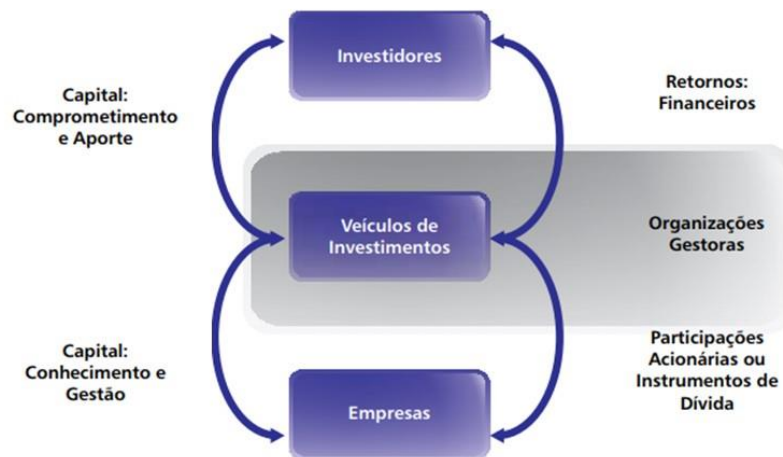 Investidores
Capital:
Comprometimento
e Aporte
Retornos:
Financeiros
Veículos de
Investimentos
Organizações
Gestoras
Capital:
Conhecimento e
Gestão
Participações
Acionárias ou
Instrumentos de
Dívida
Empresas